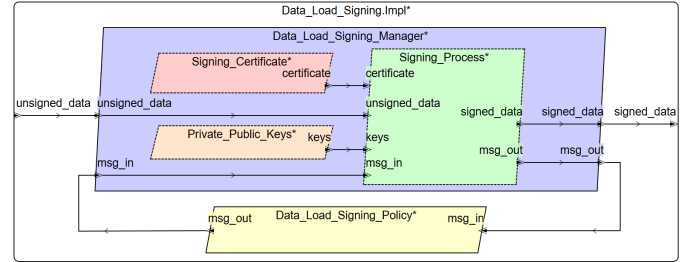 Data_Load_Signing.Impl*
Data_Load_Signing_Manager*
Signing_Certificate*
certificate
certificate
Signing_Process*
unsigned_data
unsigned_data
unsigned_data
signed_data
signed_data
signed_data
Private_Public_Keys*
keys
keys
msg_in
msg_in
msg_out
msg_out
msg_out
Data_Load_Signing_Policy*
msg_in